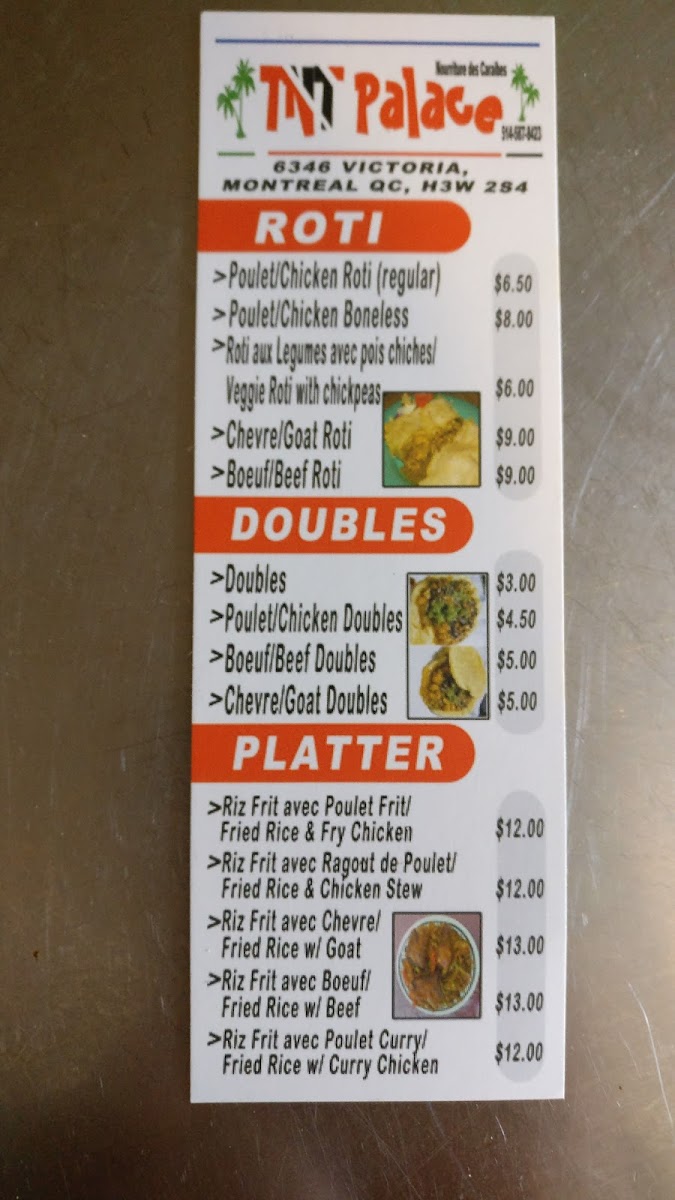 Nourriture des Caraïbes
TNT Palace
514-567-8423
6346 VICTORIA,
MONTREAL QC, H3W 2S4
ROTI
>Poulet/Chicken Roti (regular) $6.50
>Poulet/Chicken Boneless $8.00
>Roti aux Legumes avec pois chiches/
Veggie Roti with chickpeas $6.00
>Chevre/Goat Roti $9.00
>Boeuf/Beef Roti $9.00
DOUBLES
>Doubles $3.00
>Poulet/Chicken Doubles $4.50
>Boeuf/Beef Doubles $5.00
>Chevre/Goat Doubles $5.00
PLATTER
>Riz Frit avec Poulet Frit/
Fried Rice & Fry Chicken $12.00
>Riz Frit avec Ragout de Poulet/
Fried Rice & Chicken Stew $12.00
>Riz Frit avec Chevre/
Fried Rice w/ Goat $13.00
>Riz Frit avec Boeuf/
Fried Rice w/ Beef $13.00
>Riz Frit avec Poulet Curry/
Fried Rice w/ Curry Chicken $12.00